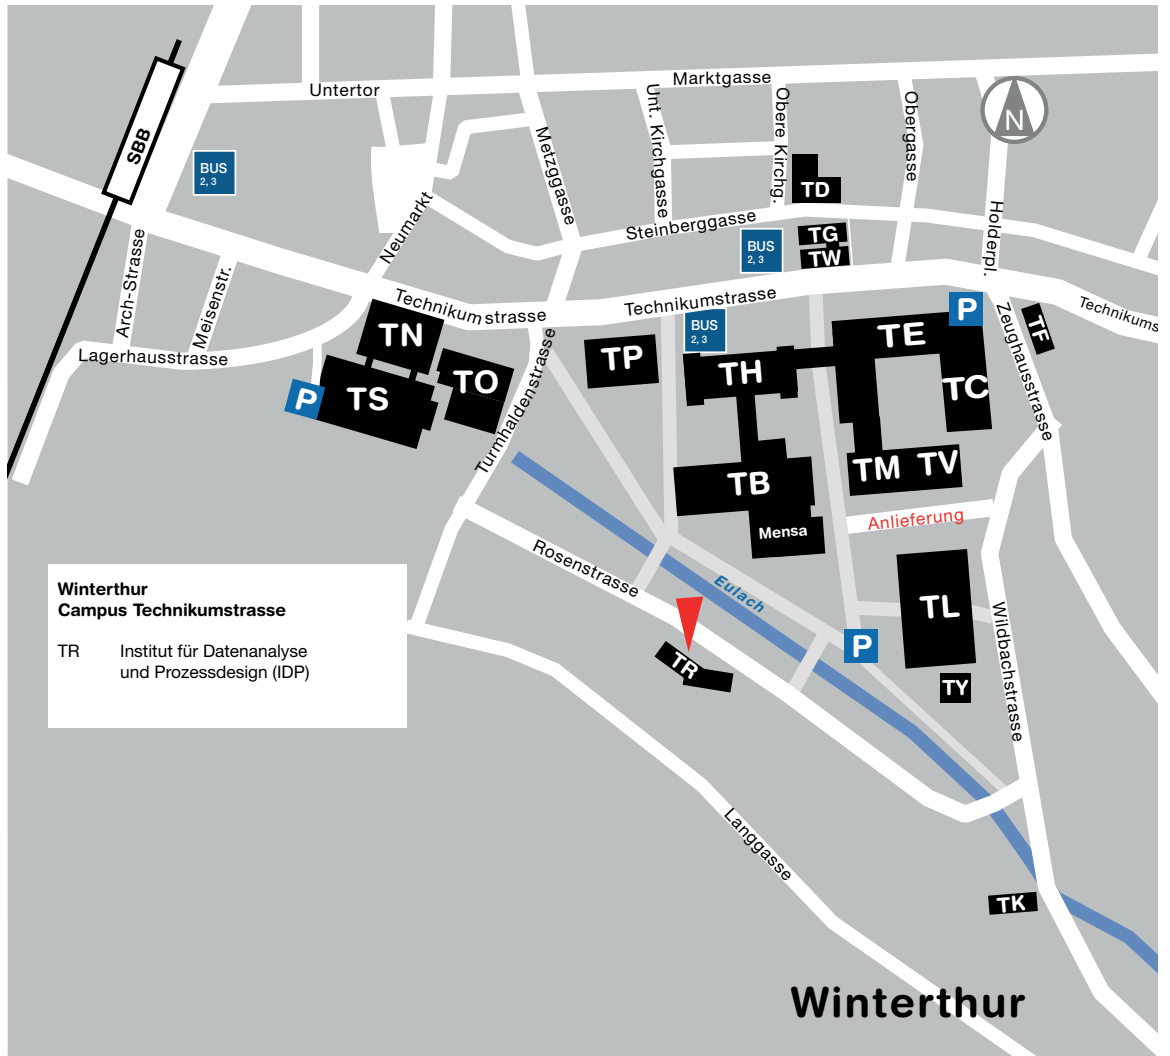 Untertor
Marktgasse
SBB
BUS
2, 3
Metzggasse
Unt. Kirchgasse
Obere Kirchg.
Obergasse
N
TD
Neumarkt
Steinberggasse
Holderpl.
TG
TW
BUS
2, 3
Arch-Strasse
Meisenstr.
Technikumstrasse
Technikumstrasse
Technikums
Lagerhausstrasse
TN
TO
TS
P
Turmhaldenstrasse
TP
BUS
2, 3
TH
TE
P
TC
TF
Zeughausstrasse
TB
TM
TV
Mensa
Anlieferung
Rosenstrasse
Eulach
TL
Wildbachstrasse
P
TR
TY
Winterthur
Campus Technikumstrasse
TR Institut für Datenanalyse
und Prozessdesign (IDP)
Langgasse
TK
Winterthur